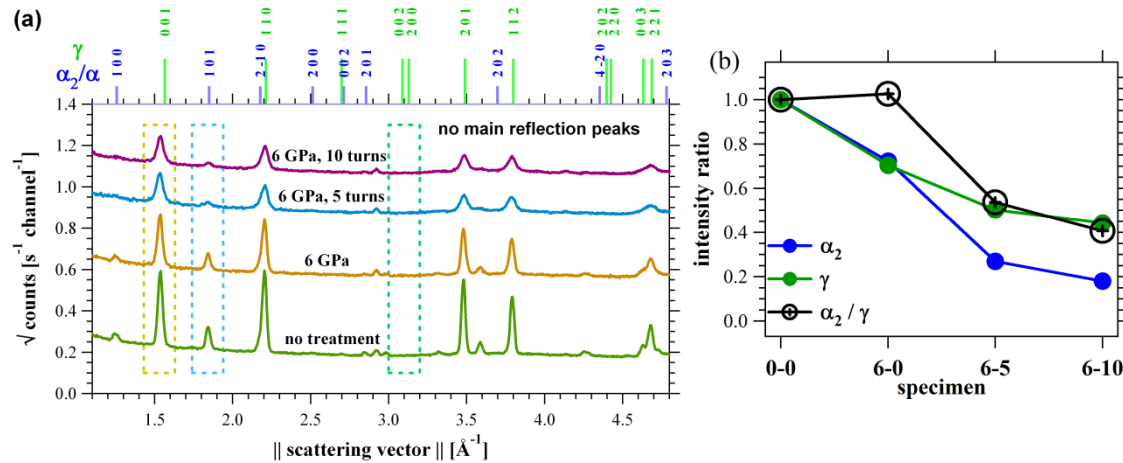 (a)
γ
0 0 1
1 1 0
1 1 1
0 0 2
2 0 0
2 0 1
1 1 2
2 0 2
2 2 0
0 0 3
2 2 1
α₂/α
1 0 0
1 0 1
2 -1 0
2 0 0
0 0 2
2 0 1
2 0 2
4 -2 0
2 0 3
1.4
1.2
1.0
0.8
0.6
0.4
0.2
0.0
√ counts [s⁻¹ channel⁻¹]
no main reflection peaks
6 GPa, 10 turns
6 GPa, 5 turns
6 GPa
no treatment
1.5 2.0 2.5 3.0 3.5 4.0 4.5
|| scattering vector || [Å⁻¹]
(b)
1.0
0.8
0.6
0.4
0.2
0.0
intensity ratio
α₂
γ
α₂ / γ
0-0 6-0 6-5 6-10
specimen